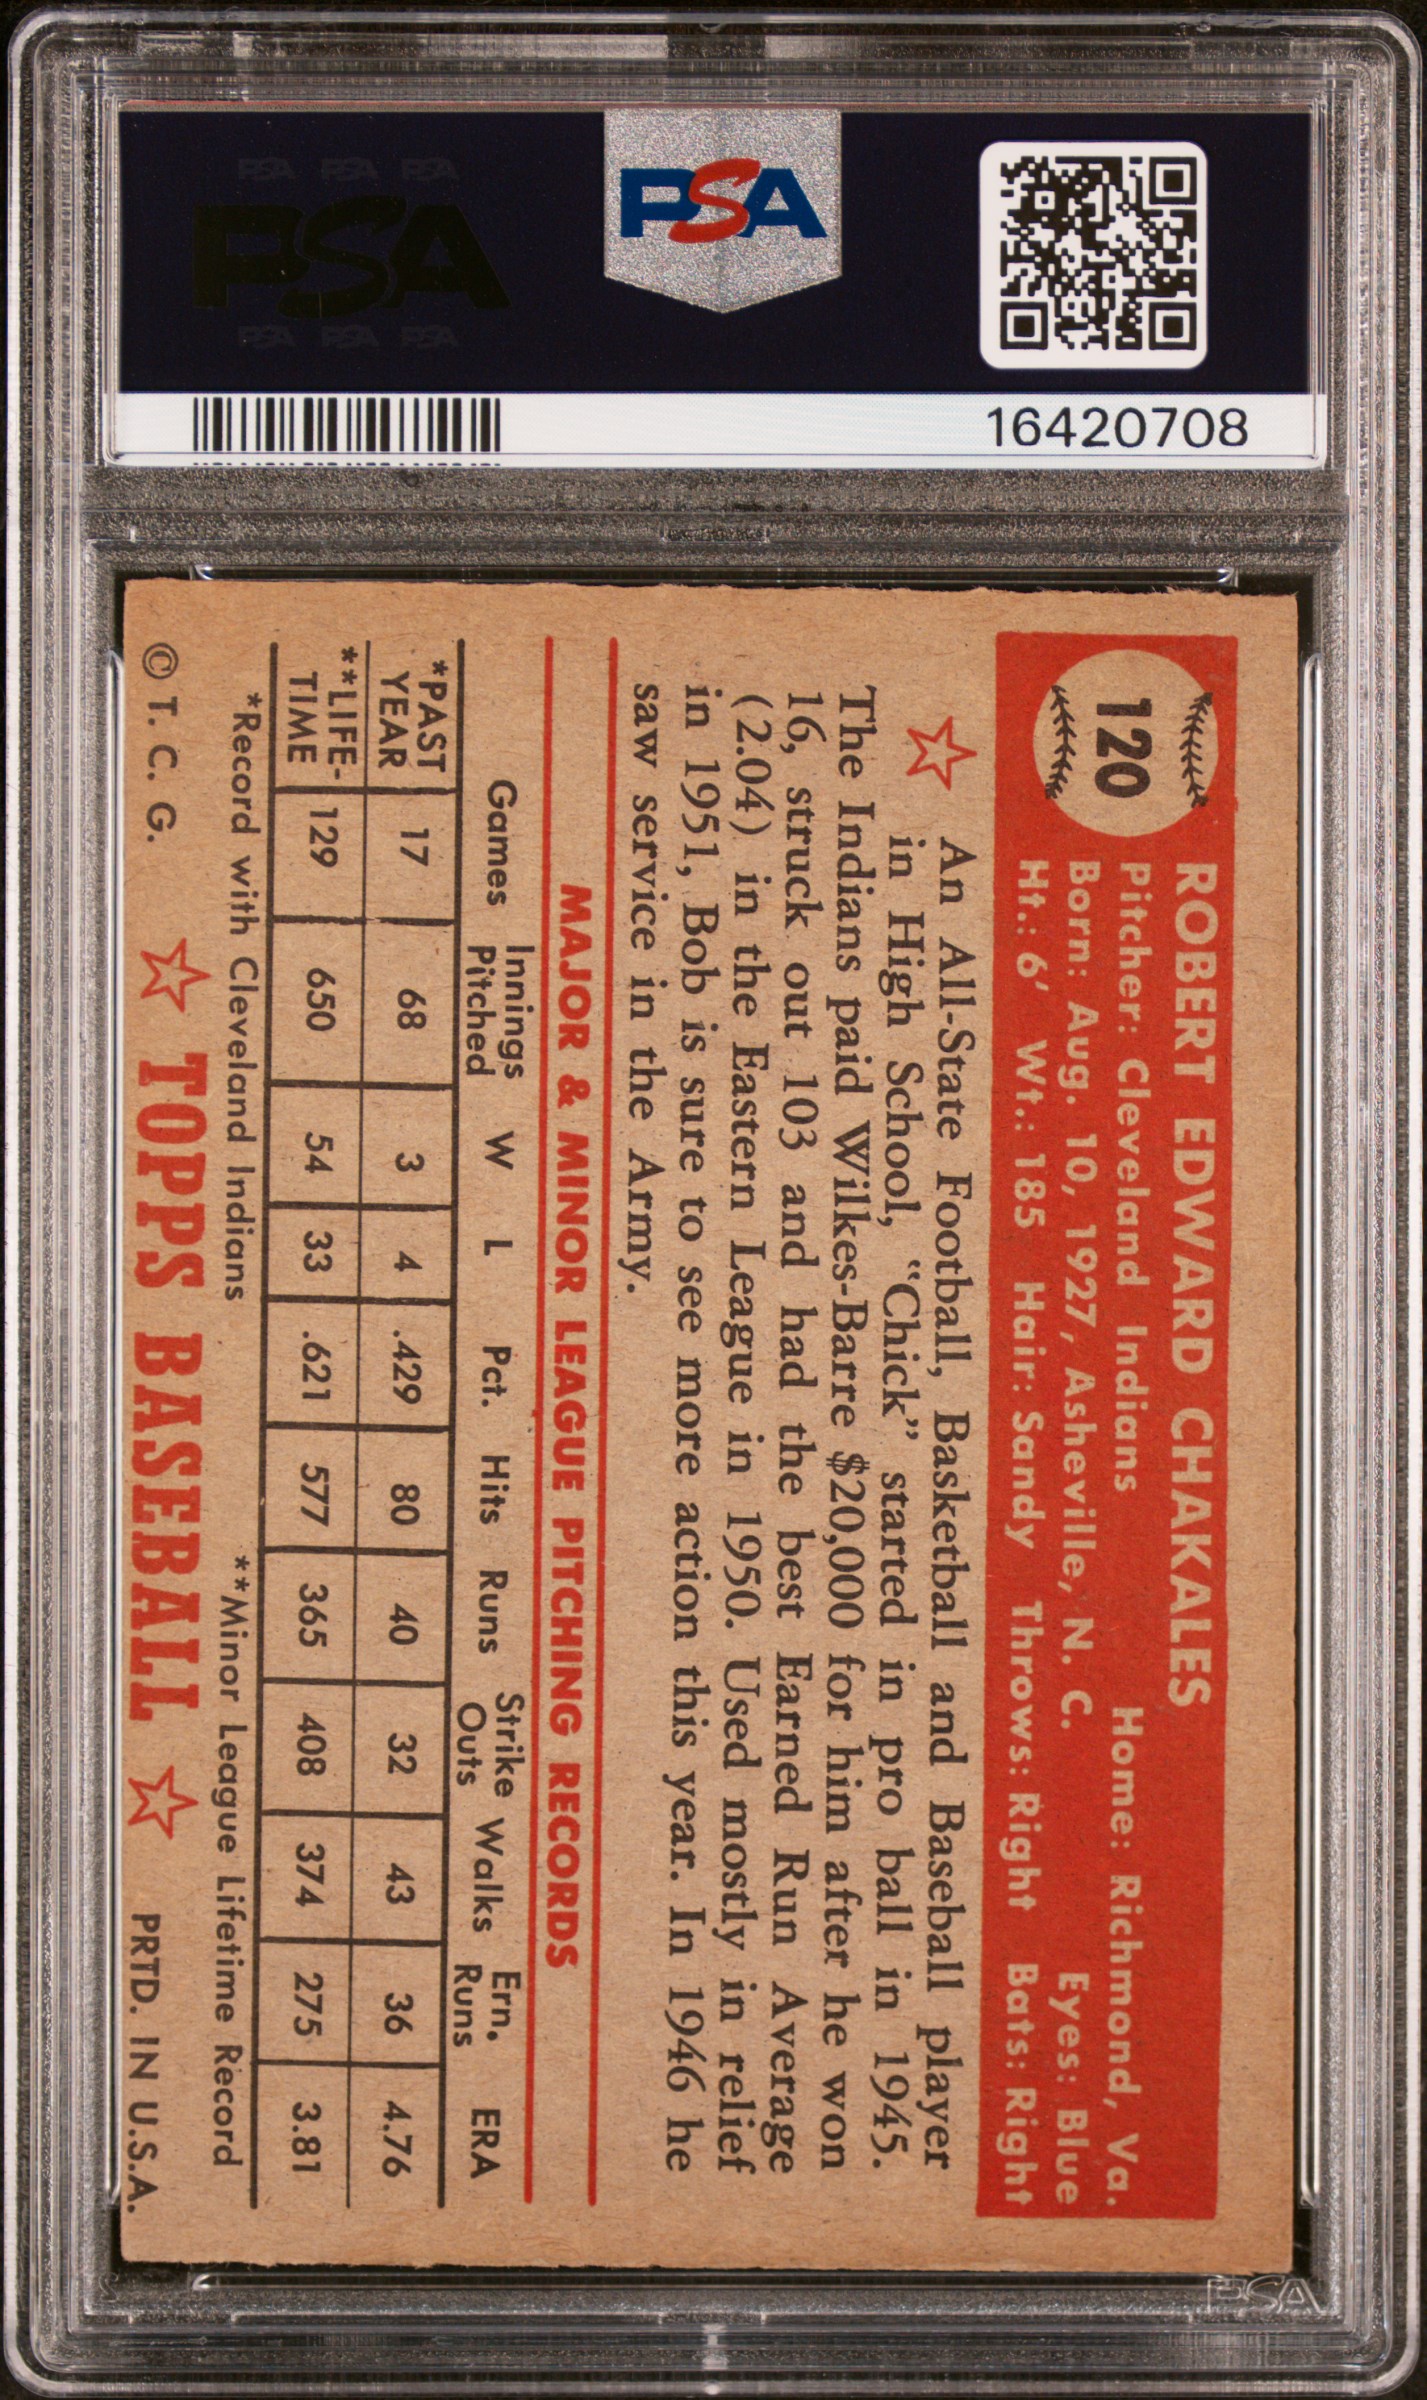 PSA PSA PSA
PSA
PSA PSA PSA
PSA
16420708
120
ROBERT EDWARD CHAKALES
Pitcher: Cleveland Indians Home: Richmond, Va.
Born: Aug. 10, 1927, Asheville, N. C. Eyes: Blue
Ht.: 6' Wt.: 185 Hair: Sandy Throws: Right Bats: Right
An All-State Football, Basketball and Baseball player
in High School, “Chick” started in pro ball in 1945.
The Indians paid Wilkes-Barre $20,000 for him after he won
16, struck out 103 and had the best Earned Run Average
(2.04) in the Eastern League in 1950. Used mostly in relief
in 1951, Bob is sure to see more action this year. In 1946 he
saw service in the Army.
MAJOR & MINOR LEAGUE PITCHING RECORDS
Games Innings Pitched W L Pct. Hits Runs Strike Outs Walks Ern. Runs ERA
*PAST YEAR 17 68 3 4 .429 80 40 32 43 36 4.76
**LIFE-TIME 129 650 54 33 .621 577 365 408 374 275 3.81
*Record with Cleveland Indians **Minor League Lifetime Record
© T. C. G. TOPPS BASEBALL PRTD. IN U.S.A.
PSA